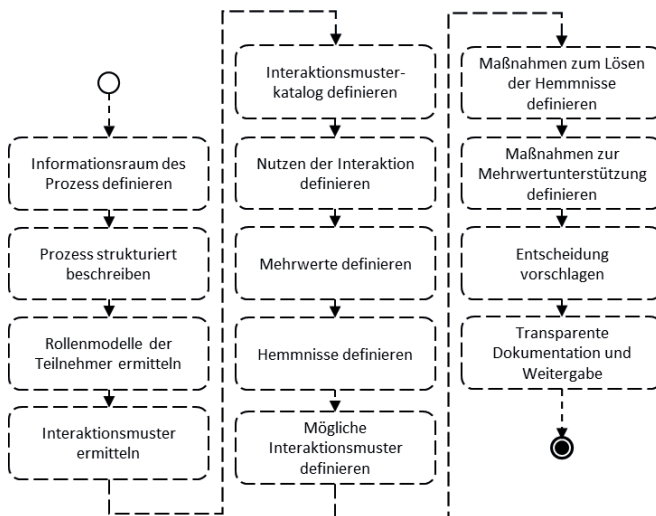 Informationsraum des
Prozess definieren
Prozess strukturiert
beschreiben
Rollenmodelle der
Teilnehmer ermitteln
Interaktionsmuster
ermitteln
Interaktionsmuster-
katalog definieren
Nutzen der Interaktion
definieren
Mehrwerte definieren
Hemmnisse definieren
Mögliche
Interaktionsmuster
definieren
Maßnahmen zum Lösen
der Hemmnisse
definieren
Maßnahmen zur
Mehrwertunterstützung
definieren
Entscheidung
vorschlagen
Transparente
Dokumentation und
Weitergabe